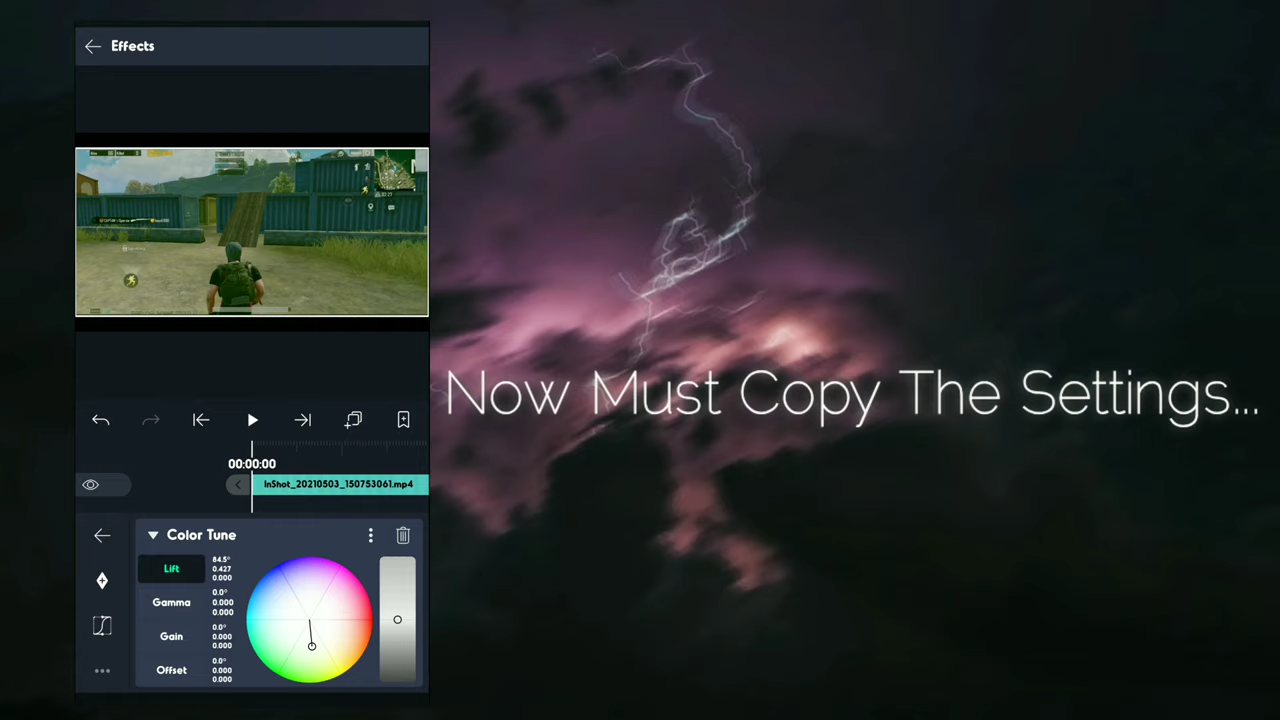 Effects
Now Must Copy The Settings...
00:00:00
InShot_20210503_150753061.mp4
Color Tune
Lift
84.5°
0.427
0.000
Gamma
0.0°
0.000
0.000
Gain
0.0°
0.000
0.000
Offset
0.0°
0.000
0.000